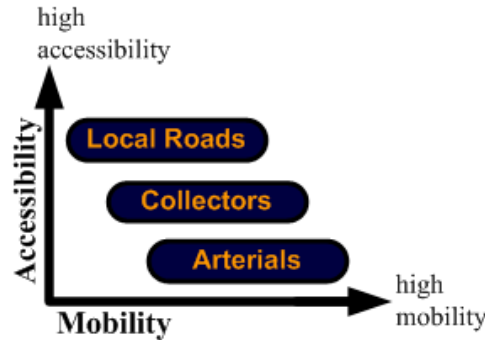 high
accessibility
Accessibility
Local Roads
Collectors
Arterials
Mobility
high
mobility